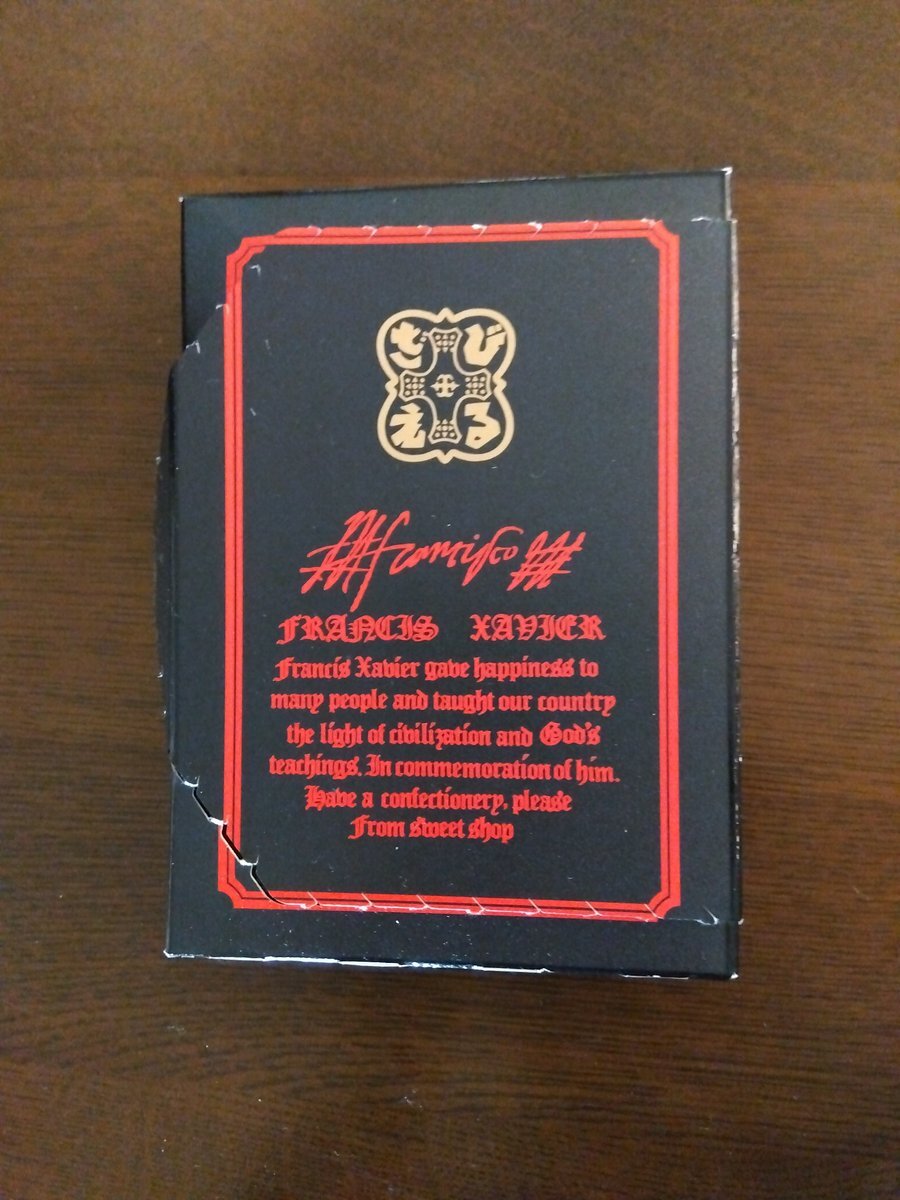 ざび
える
Francisco
FRANCIS XAVIER
Francis Xavier gave happiness to
many people and taught our country
the light of civilization and God's
teachings. In commemoration of him.
Have a confectionery, please
From sweet shop